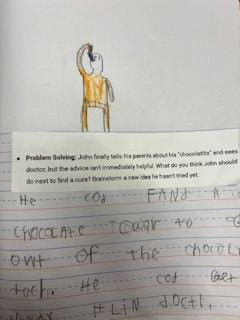 • Problem Solving: John finally tells his parents about his "chocolatitis" and sees
doctor, but the advice isn't immediately helpful. What do you think John should
do next to find a cure? Brainstorm a new idea he hasn't tried yet.
He cod FAND A
CHOCOLATE to
out of the CHOCOL
toch. He cod Get